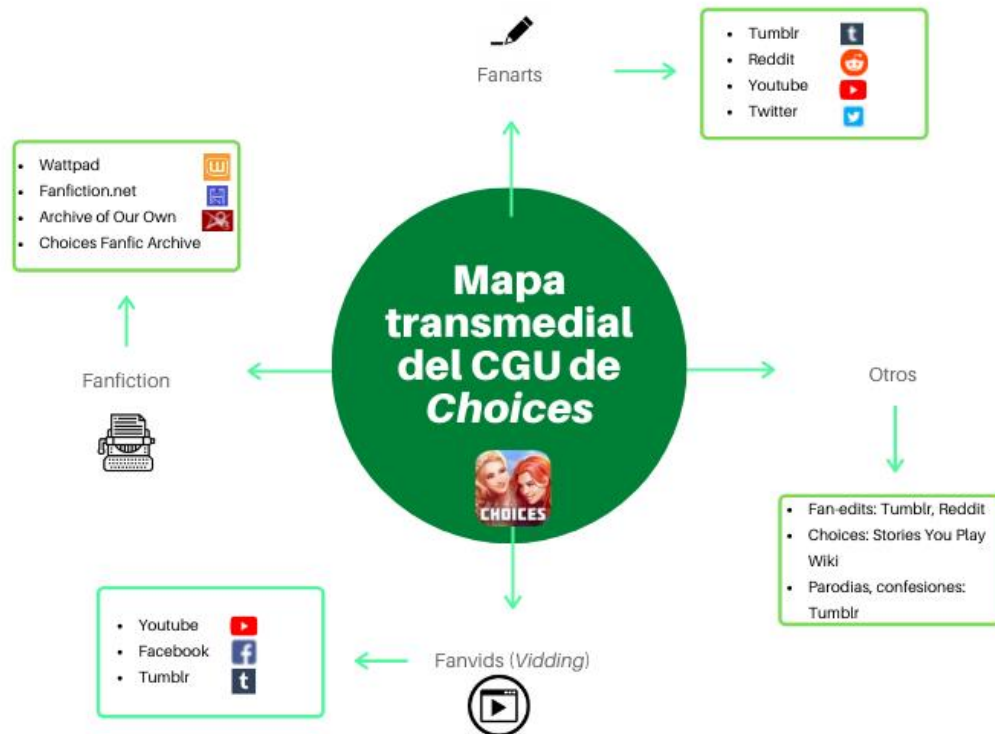 Fanarts
• Tumblr
• Reddit
• Youtube
• Twitter
• Wattpad
• Fanfiction.net
• Archive of Our Own
• Choices Fanfic Archive
Fanfiction
Mapa
transmedial
del CGU de
Choices
CHOICES
Otros
• Fan-edits: Tumblr, Reddit
• Choices: Stories You Play
Wiki
• Parodias, confesiones:
Tumblr
Fanvids (Vidding)
• Youtube
• Facebook
• Tumblr